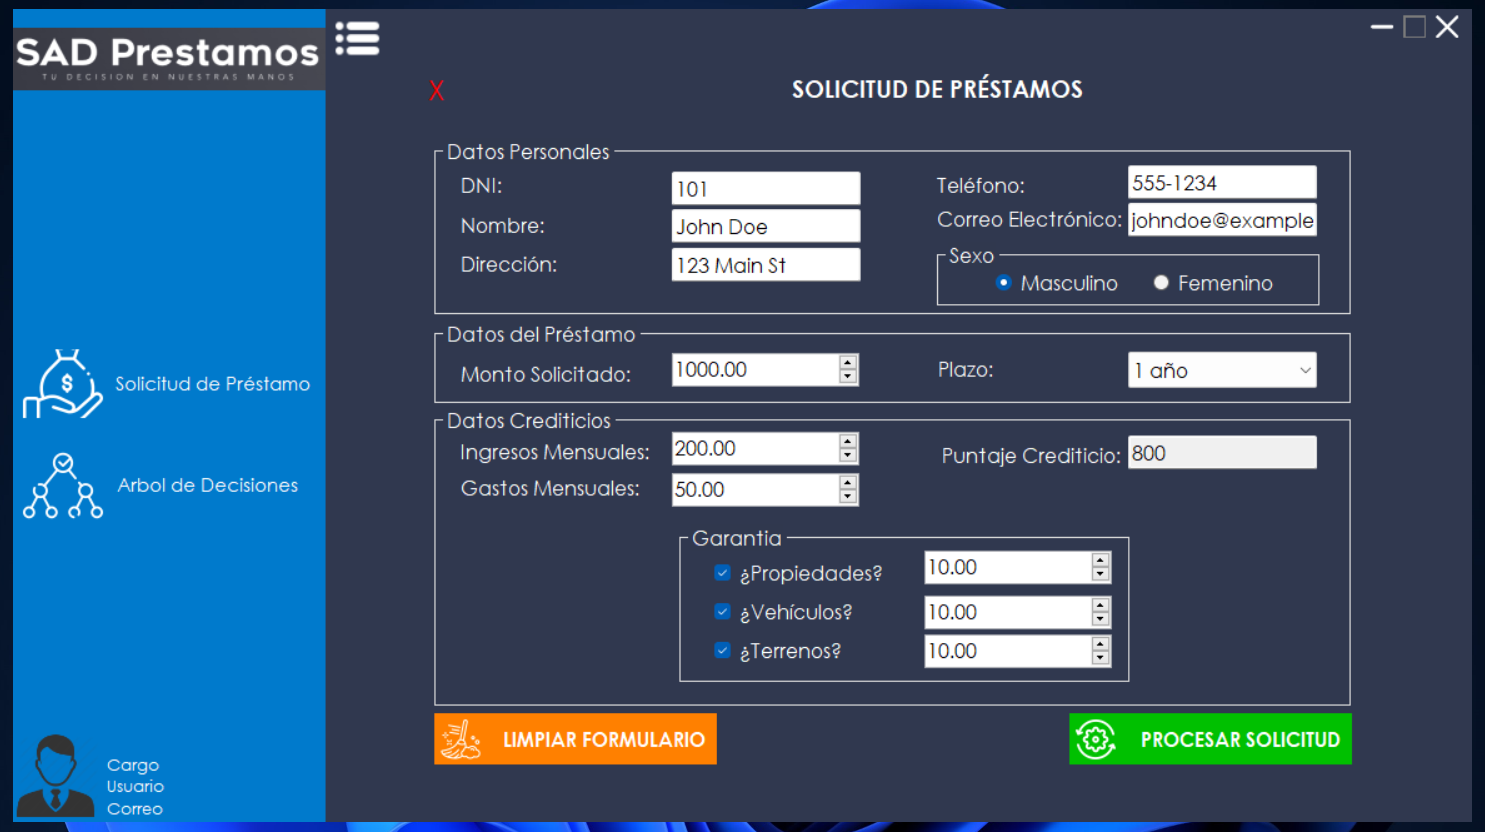 SAD Prestamos
TU DECISION EN NUESTRAS MANOS
X
SOLICITUD DE PRÉSTAMOS
Datos Personales
DNI:
101
Nombre:
John Doe
Dirección:
123 Main St
Teléfono:
555-1234
Correo Electrónico:
johndoe@example
Sexo
Masculino
Femenino
Datos del Préstamo
Monto Solicitado:
1000.00
Plazo:
1 año
Datos Crediticios
Ingresos Mensuales:
200.00
Gastos Mensuales:
50.00
Puntaje Crediticio:
800
Garantia
¿Propiedades?
10.00
¿Vehículos?
10.00
¿Terrenos?
10.00
LIMPIAR FORMULARIO
PROCESAR SOLICITUD
$
Solicitud de Préstamo
Arbol de Decisiones
Cargo
Usuario
Correo